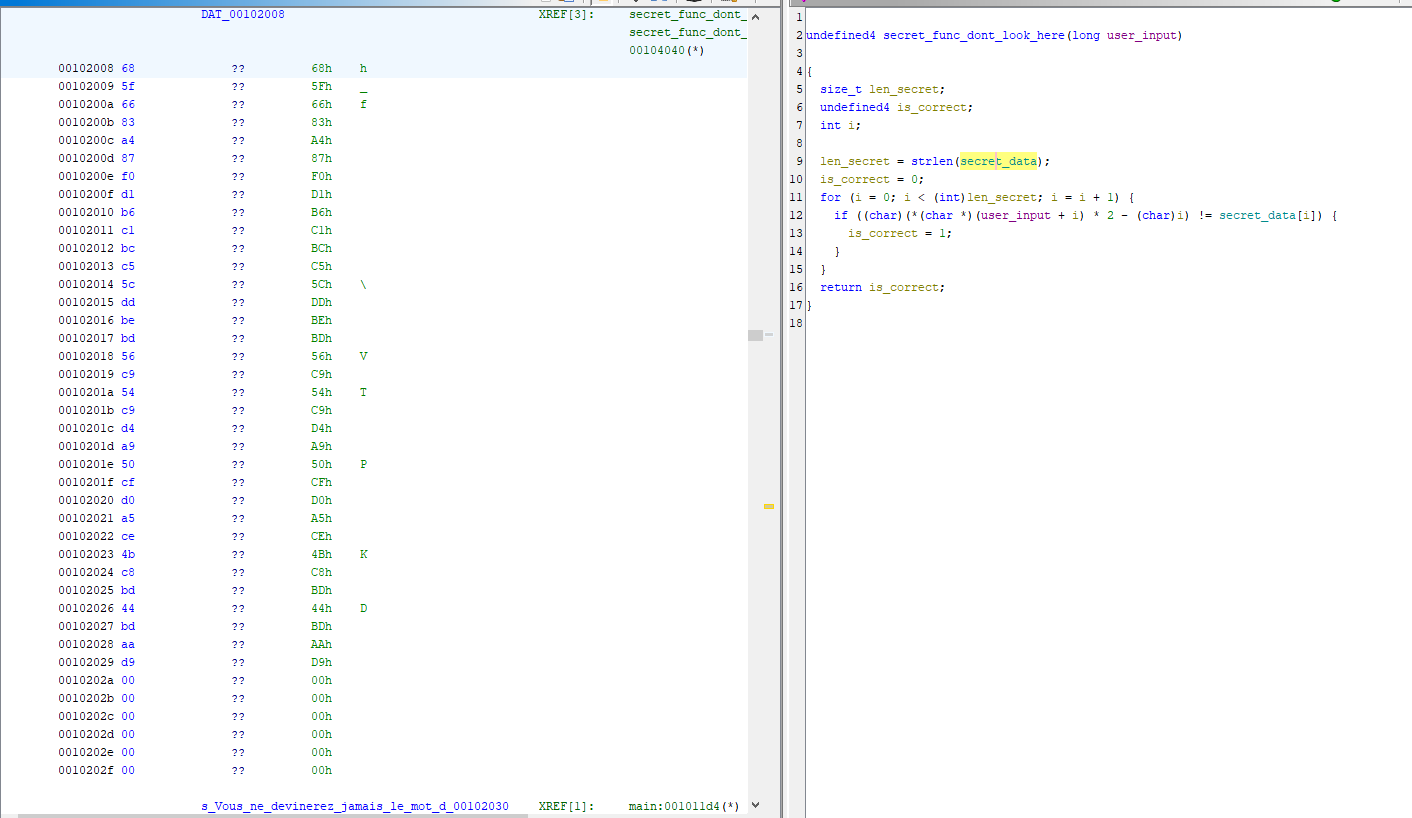 DAT_00102008 XREF[3]: secret_func_dont_
secret_func_dont_
00104040(*)
00102008 68 ?? 68h h
00102009 5f ?? 5Fh _
0010200a 66 ?? 66h f
0010200b 83 ?? 83h
0010200c a4 ?? A4h
0010200d 87 ?? 87h
0010200e f0 ?? F0h
0010200f d1 ?? D1h
00102010 b6 ?? B6h
00102011 c1 ?? C1h
00102012 bc ?? BCh
00102013 c5 ?? C5h
00102014 5c ?? 5Ch \
00102015 dd ?? DDh
00102016 be ?? BEh
00102017 bd ?? BDh
00102018 56 ?? 56h V
00102019 c9 ?? C9h
0010201a 54 ?? 54h T
0010201b c9 ?? C9h
0010201c d4 ?? D4h
0010201d a9 ?? A9h
0010201e 50 ?? 50h P
0010201f cf ?? CFh
00102020 d0 ?? D0h
00102021 a5 ?? A5h
00102022 ce ?? CEh
00102023 4b ?? 4Bh K
00102024 c8 ?? C8h
00102025 bd ?? BDh
00102026 44 ?? 44h D
00102027 bd ?? BDh
00102028 aa ?? AAh
00102029 d9 ?? D9h
0010202a 00 ?? 00h
0010202b 00 ?? 00h
0010202c 00 ?? 00h
0010202d 00 ?? 00h
0010202e 00 ?? 00h
0010202f 00 ?? 00h
s_Vous_ne_devinerez_jamais_le_mot_d_00102030 XREF[1]: main:001011d4(*)
1
2 undefined4 secret_func_dont_look_here(long user_input)
3
4 {
5 size_t len_secret;
6 undefined4 is_correct;
7 int i;
8
9 len_secret = strlen(secret_data);
10 is_correct = 0;
11 for (i = 0; i < (int)len_secret; i = i + 1) {
12 if ((char)(*(char *)(user_input + i) * 2 - (char)i) != secret_data[i]) {
13 is_correct = 1;
14 }
15 }
16 return is_correct;
17 }
18